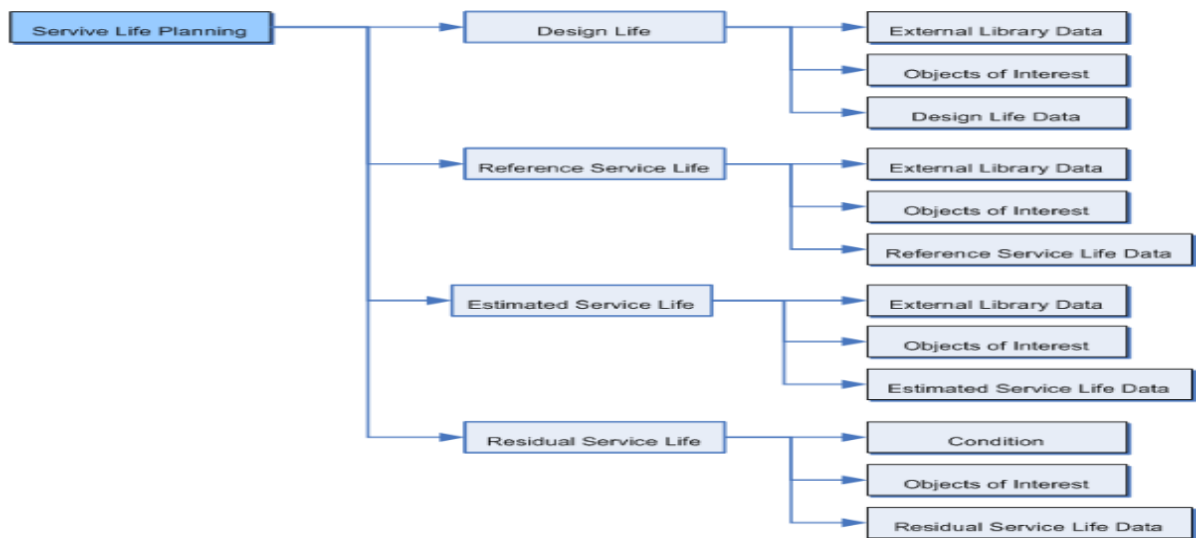 Servive Life Planning
Design Life
External Library Data
Objects of Interest
Design Life Data
Reference Service Life
External Library Data
Objects of Interest
Reference Service Life Data
Estimated Service Life
External Library Data
Objects of Interest
Estimated Service Life Data
Residual Service Life
Condition
Objects of Interest
Residual Service Life Data